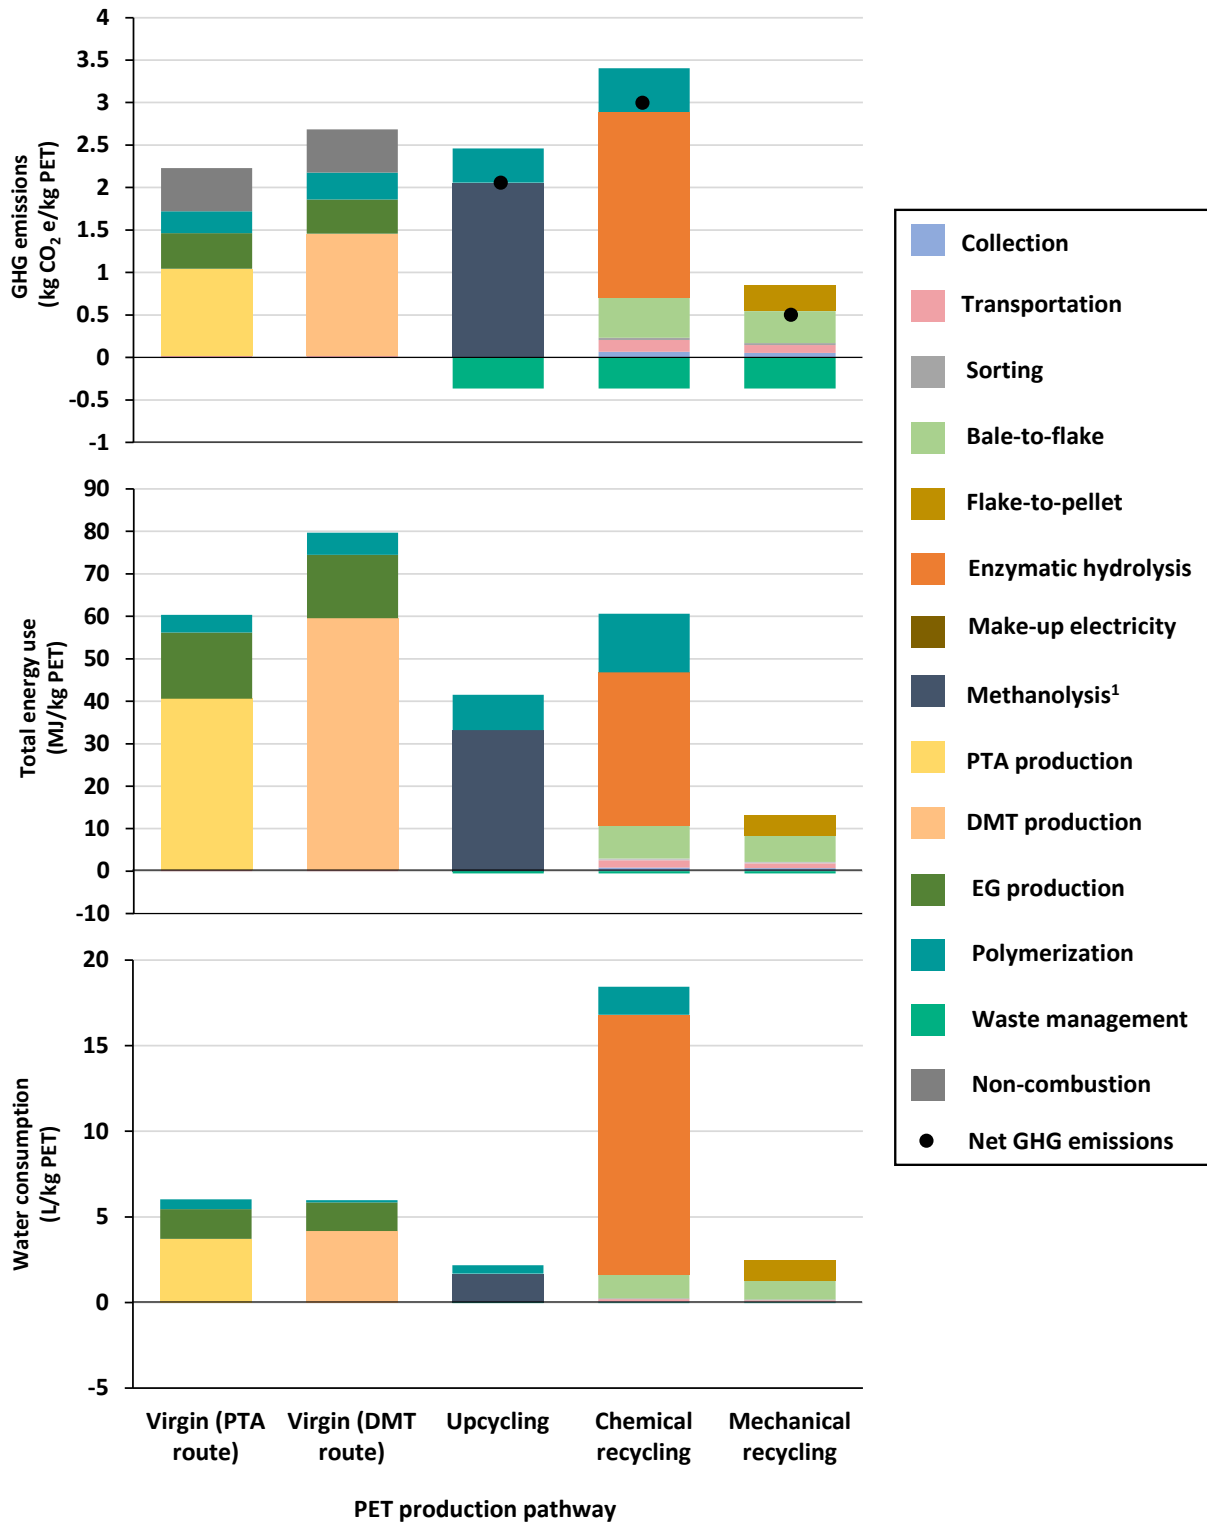 4
3.5
3
2.5
2
1.5
1
0.5
0
-0.5
-1
GHG emissions
(kg CO₂ e/kg PET)
90
80
70
60
50
40
30
20
10
0
-10
Total energy use
(MJ/kg PET)
20
15
10
5
0
-5
Water consumption
(L/kg PET)
Virgin (PTA
route)
Virgin (DMT
route)
Upcycling
Chemical
recycling
Mechanical
recycling
PET production pathway
Collection
Transportation
Sorting
Bale-to-flake
Flake-to-pellet
Enzymatic hydrolysis
Make-up electricity
Methanolysis¹
PTA production
DMT production
EG production
Polymerization
Waste management
Non-combustion
Net GHG emissions